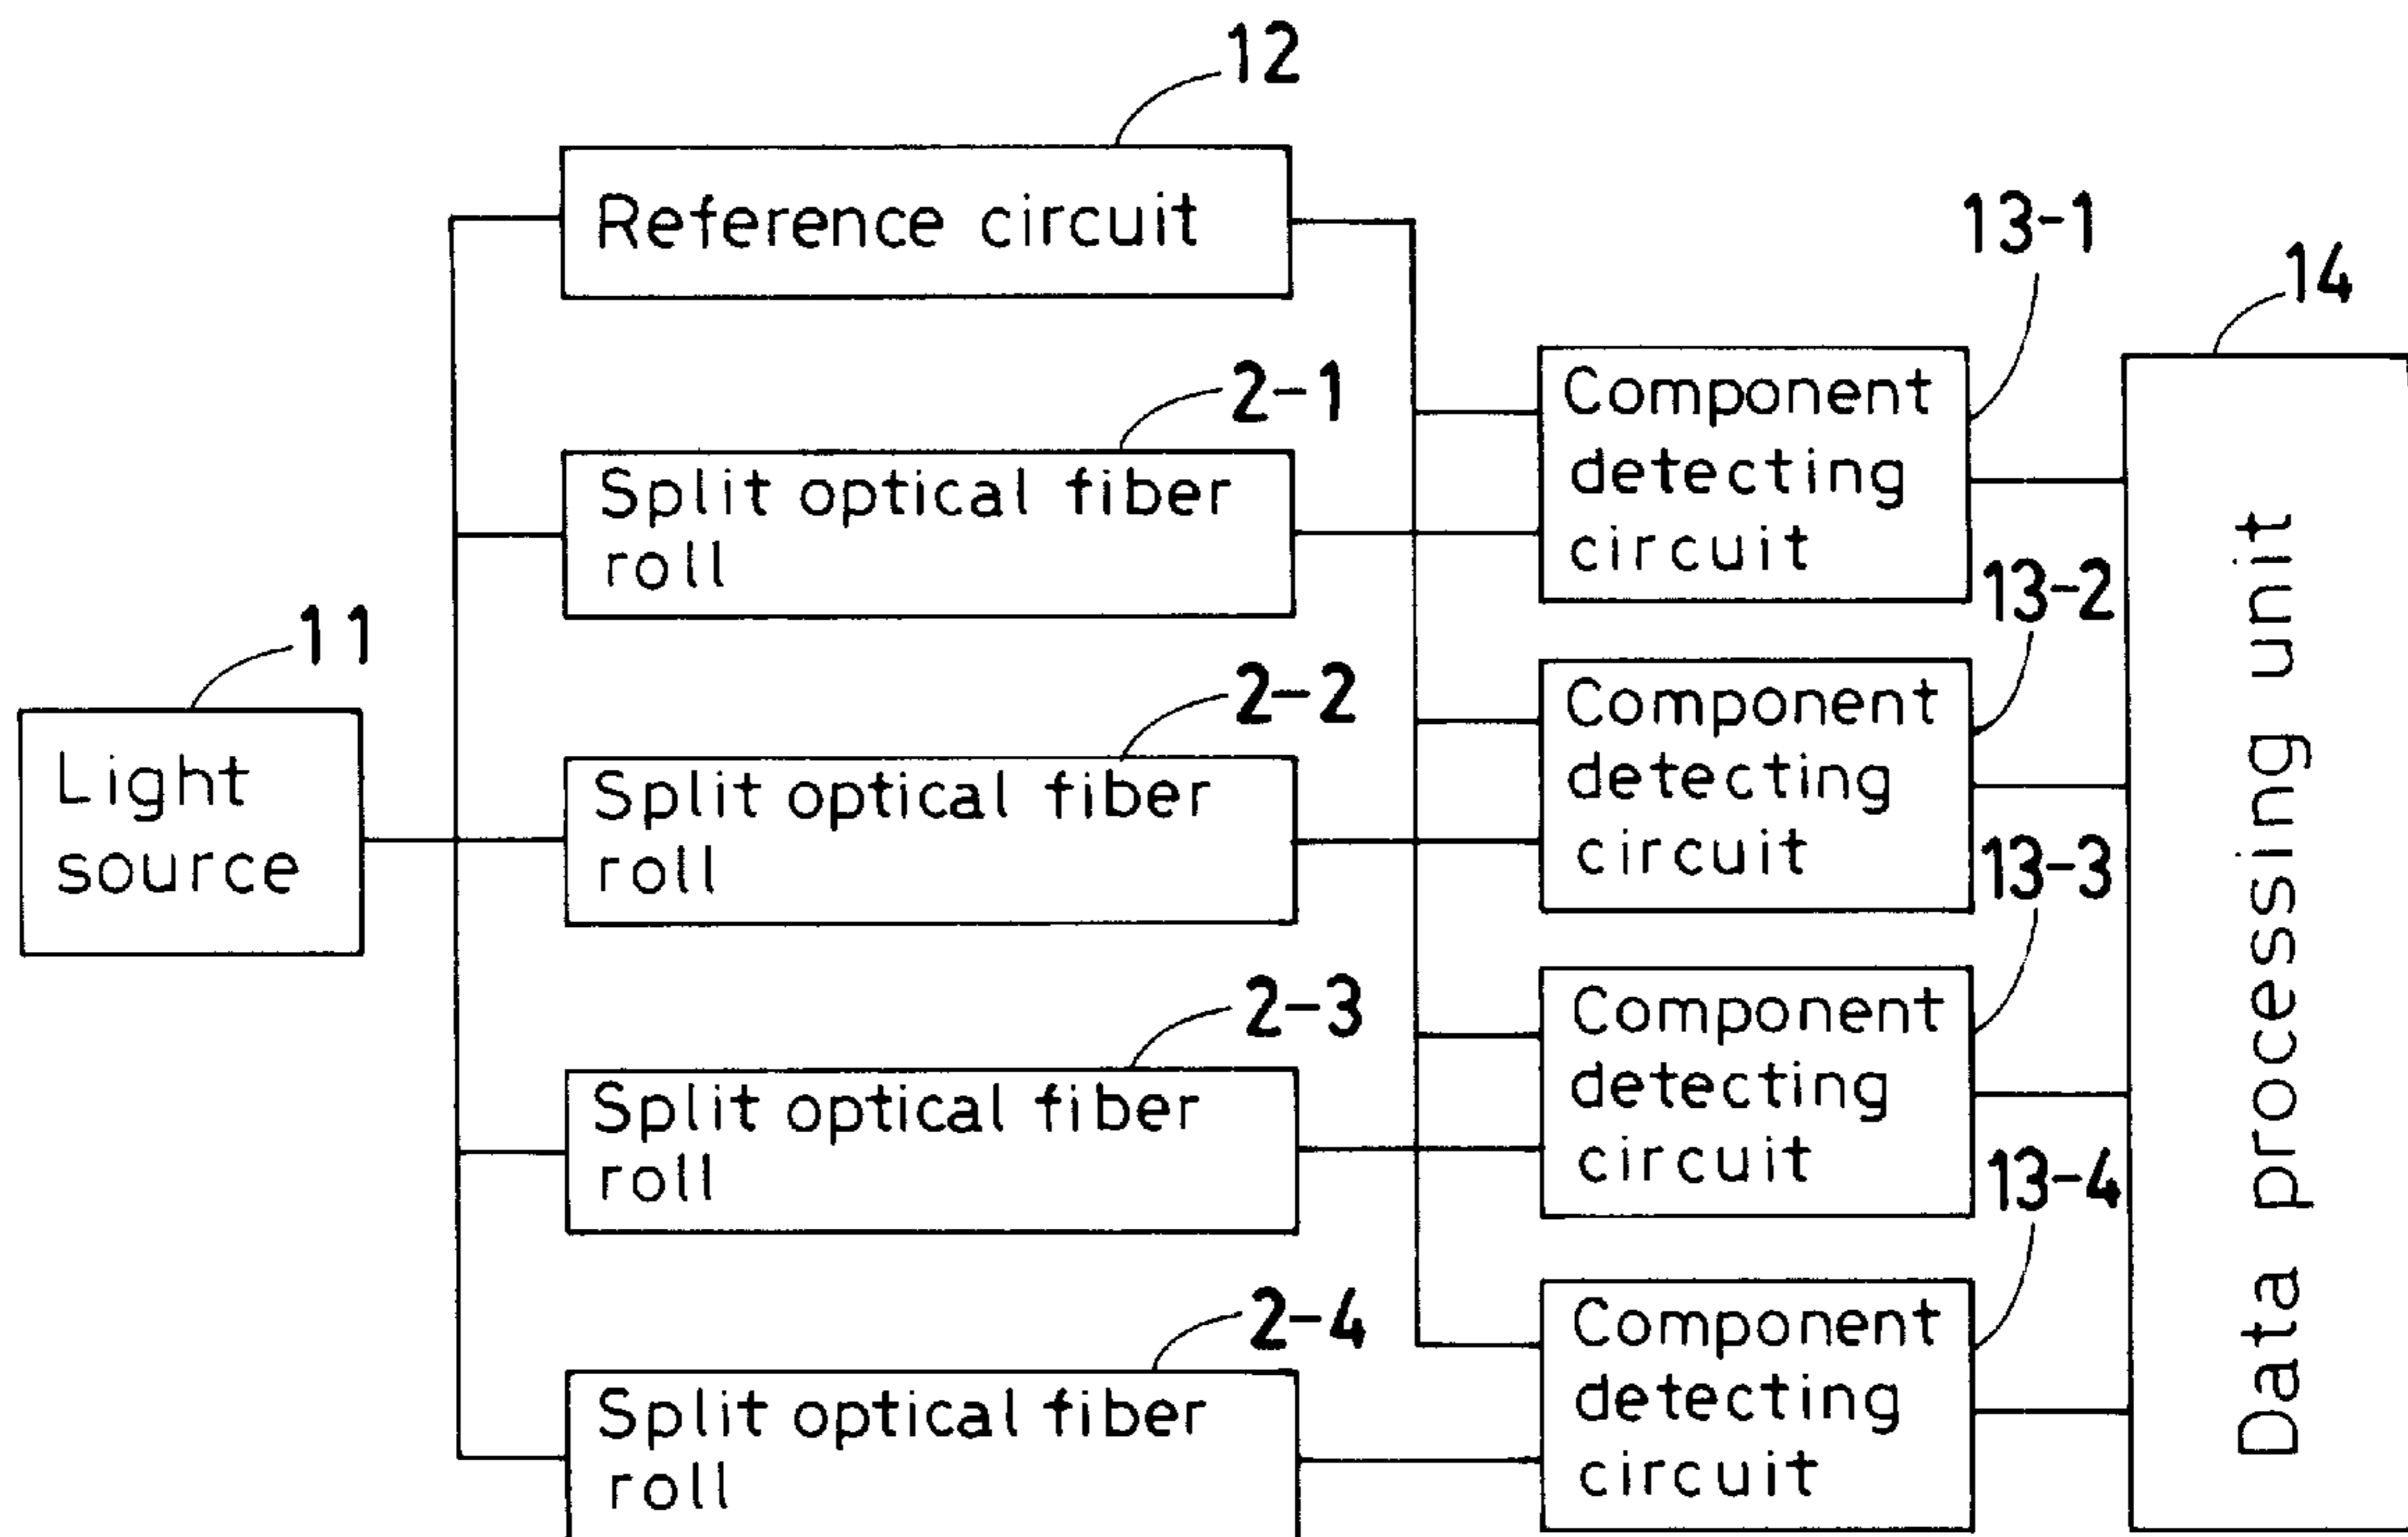 12
Reference circuit
13-1
14
2-1
Split optical fiber
roll
Component
detecting
circuit
11
Light
source
2-2
Split optical fiber
roll
13-2
Component
detecting
circuit
2-3
Split optical fiber
roll
13-3
Component
detecting
circuit
2-4
Split optical fiber
roll
13-4
Component
detecting
circuit
Data processing unit